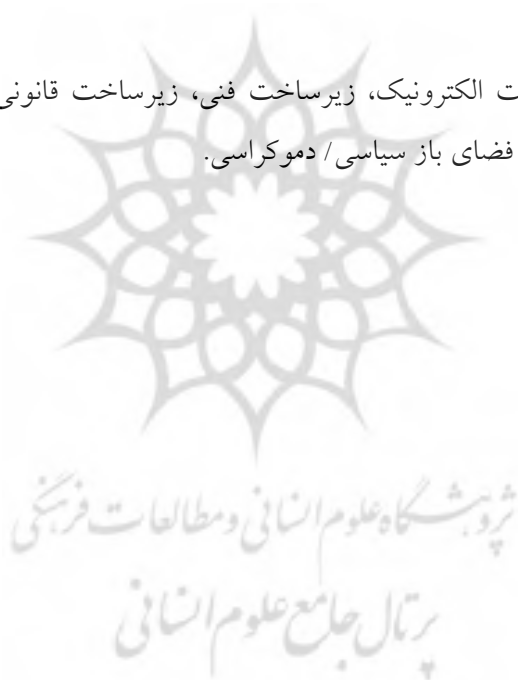 ت الکترونیک، زیرساخت فنی، زیرساخت قانونی
فضای باز سیاسی/ دموکراسی.
پژوهشگاه علوم انسانی و مطالعات فرهنگی
پرتال جامع علوم انسانی